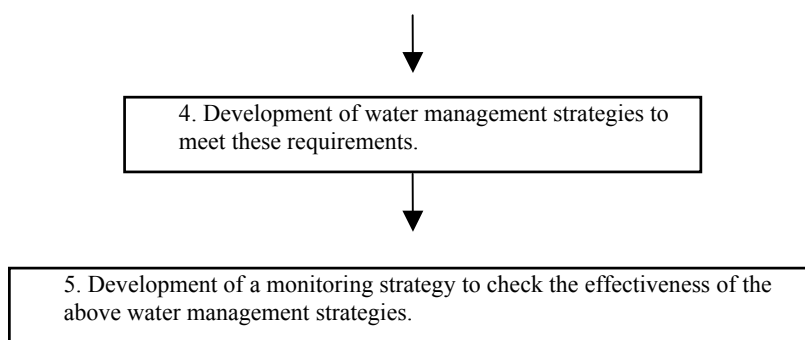 4. Development of water management strategies to
meet these requirements.
5. Development of a monitoring strategy to check the effectiveness of the
above water management strategies.